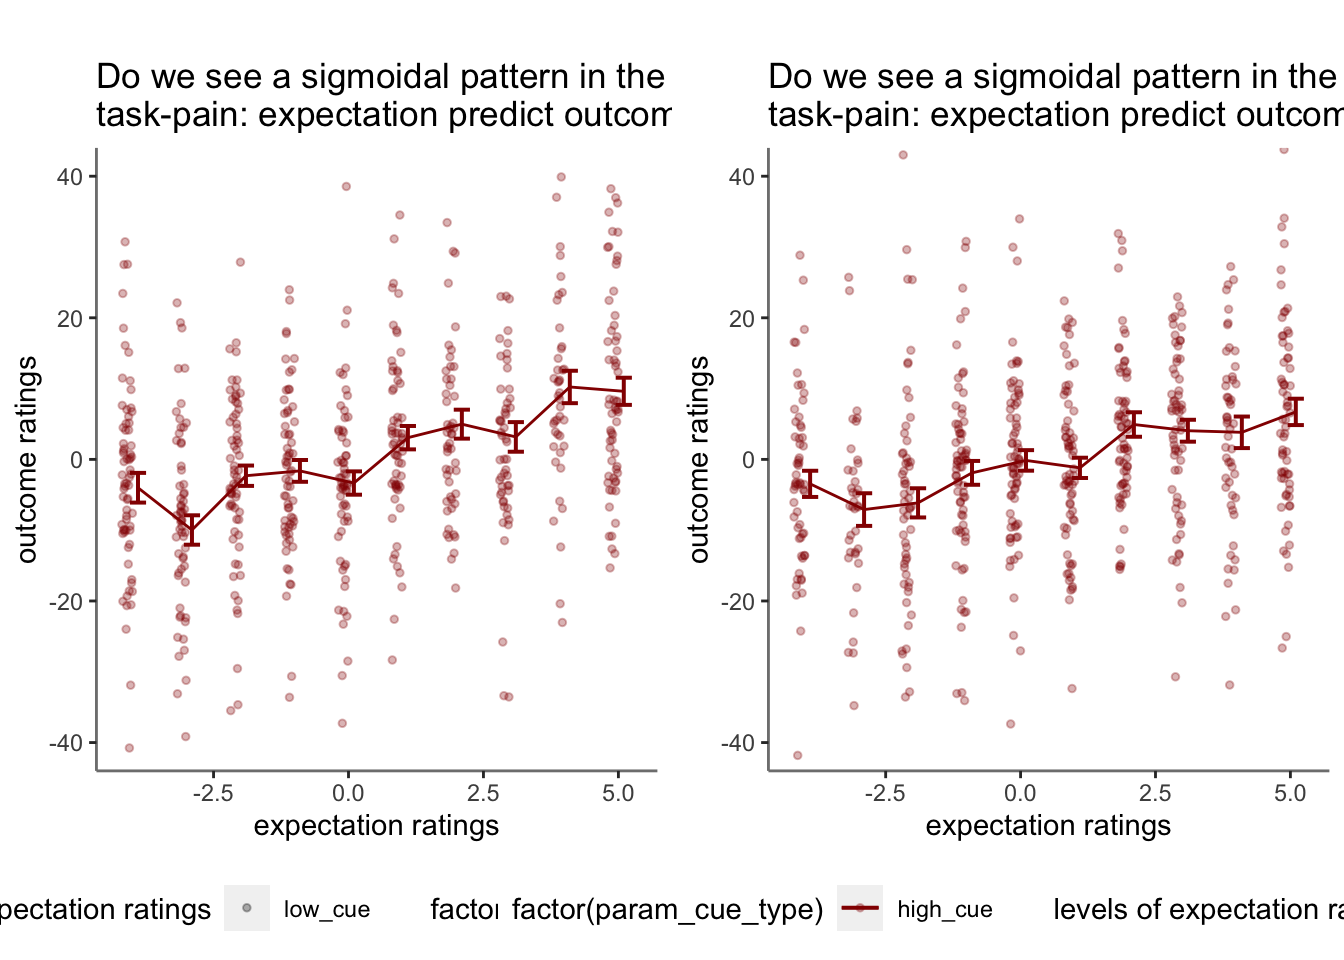 Do we see a sigmoidal pattern in the
task-pain: expectation predict outcom
40
20
0
-20
-40
outcome ratings
-2.5 0.0 2.5 5.0
expectation ratings
Do we see a sigmoidal pattern in the
task-pain: expectation predict outcom
40
20
0
-20
-40
outcome ratings
-2.5 0.0 2.5 5.0
expectation ratings
pectation ratings low_cue factor factor(param_cue_type) high_cue levels of expectation ra